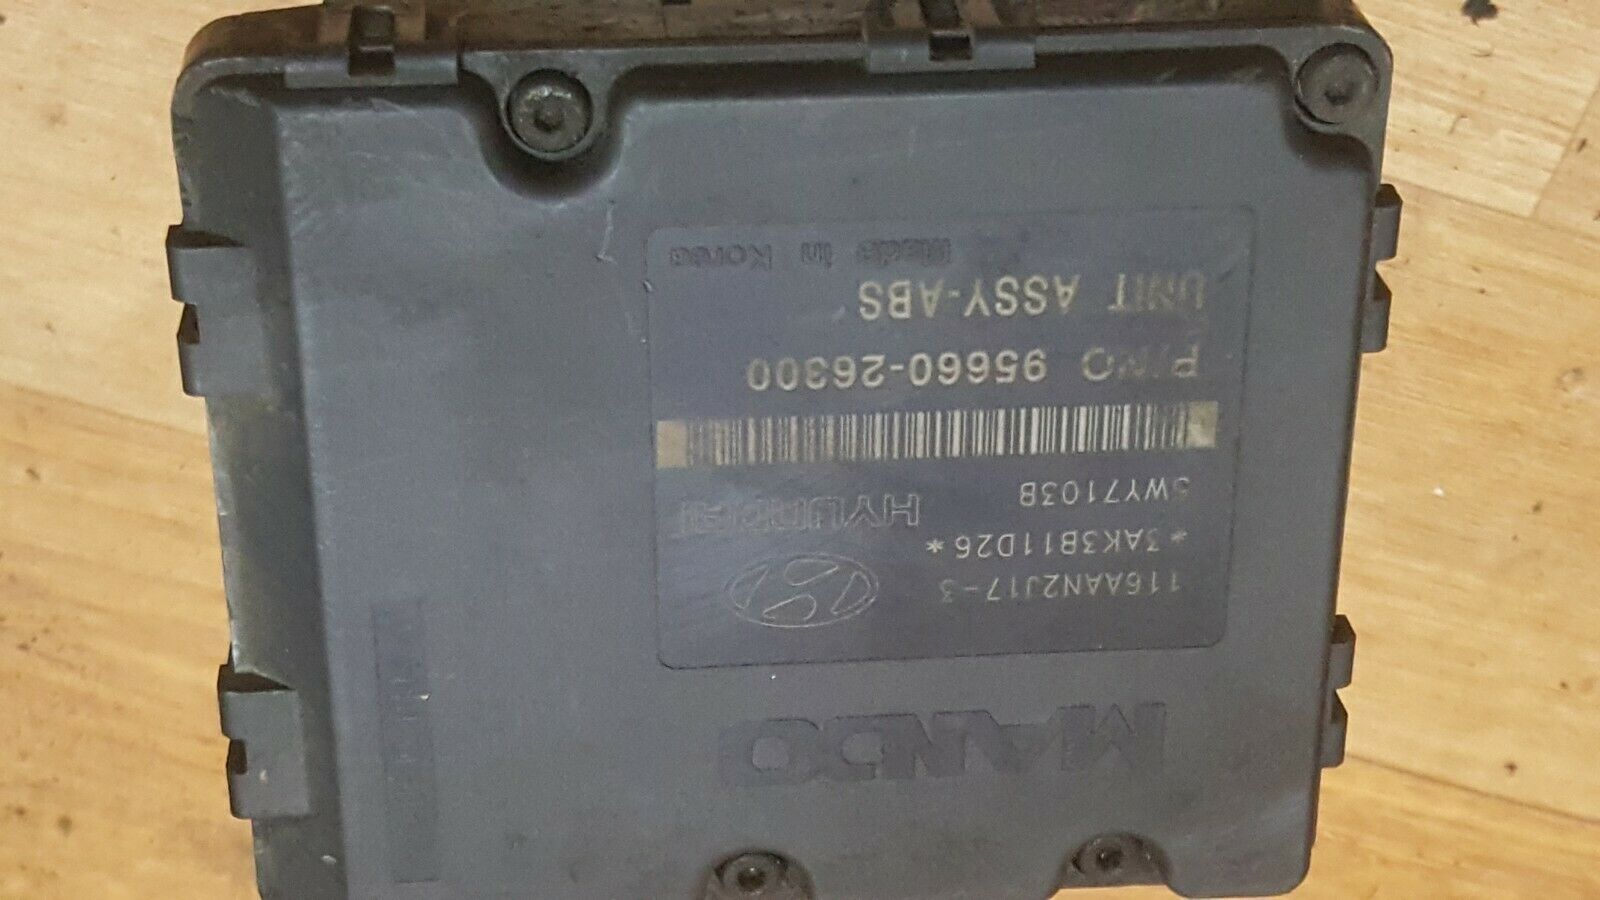 MANDO
116AAN2J17-3
*3AK3B11D26*
5WY7103B
HYUNDAI
P/NO 95660-26300
UNIT ASSY-ABS
Made in Korea